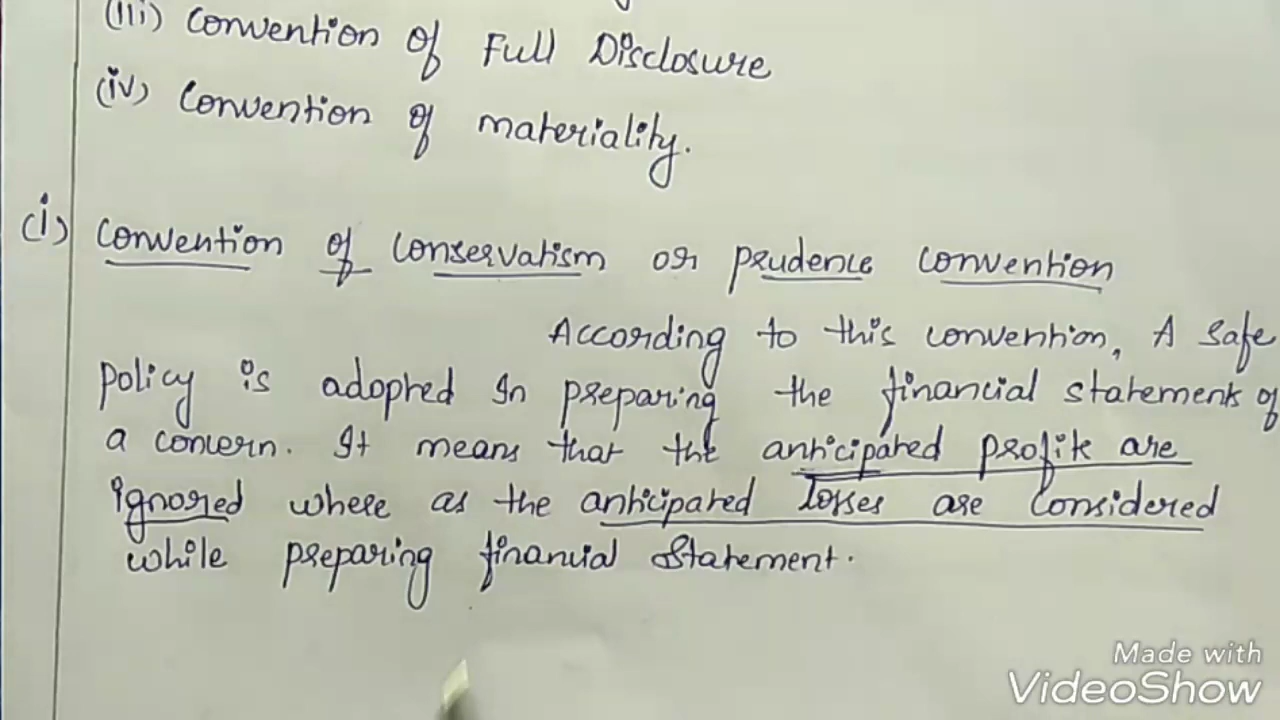 (iii) Convention of Full Disclosure
(iv) Convention of materiality.
(i) Convention of Conservatism or prudence convention
According to this convention, A safe
policy is adopted In preparing the financial statements of
a concern. It means that the anticipated profits are
ignored where as the anticipated losses are Considered
while preparing financial Statement.
Made with
VideoShow